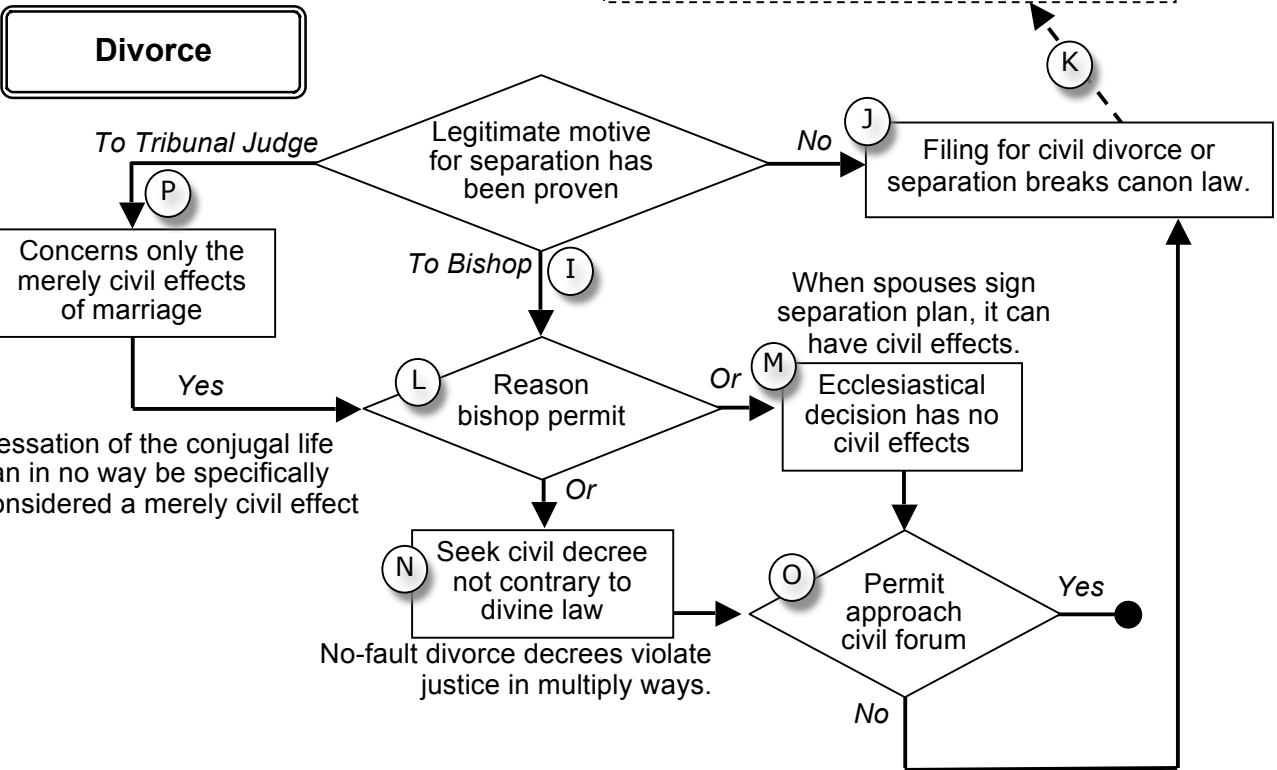 Divorce
K
To Tribunal Judge
Legitimate motive
for separation has
been proven
No
J
Filing for civil divorce or
separation breaks canon law.
P
Concerns only the
merely civil effects
of marriage
To Bishop
I
When spouses sign
separation plan, it can
have civil effects.
Yes
L
Reason
bishop permit
Or
M
Ecclesiastical
decision has no
civil effects
essation of the conjugal life
an in no way be specifically
onsidered a merely civil effect
Or
N
Seek civil decree
not contrary to
divine law
O
Permit
approach
civil forum
Yes
No-fault divorce decrees violate
justice in multiply ways.
No